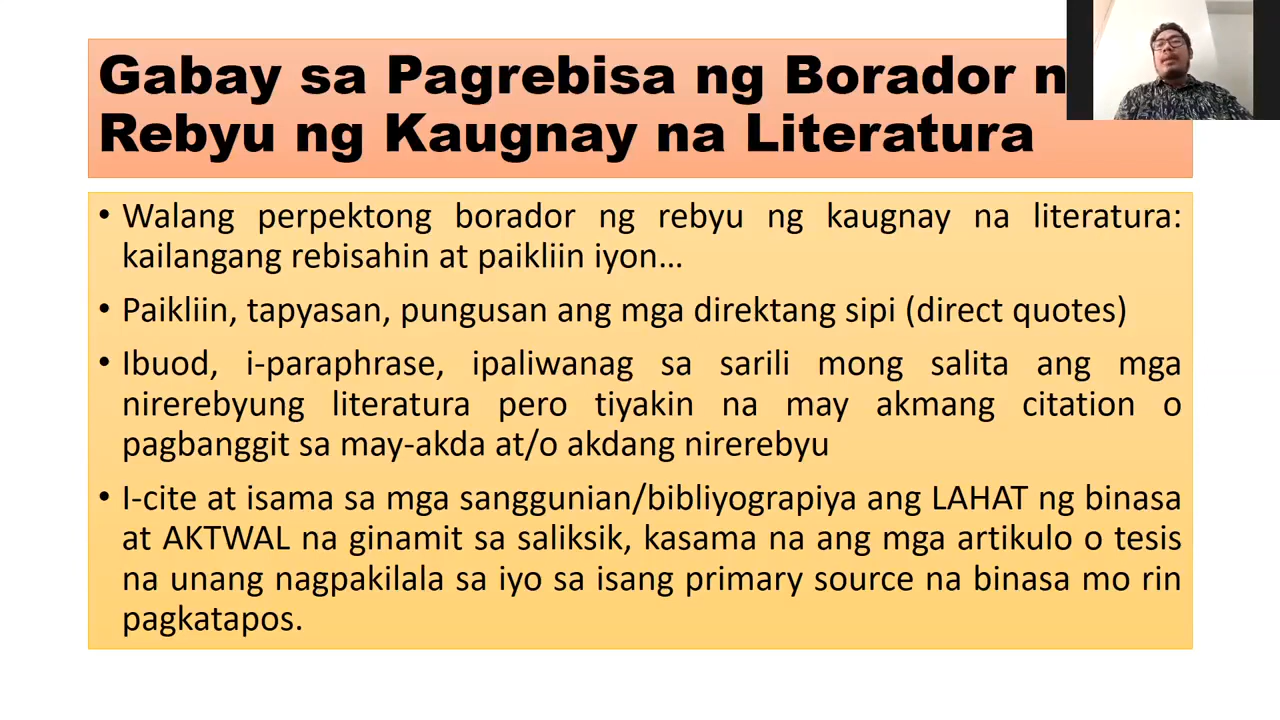 Gabay sa Pagrebisa ng Borador n
Rebyu ng Kaugnay na Literatura
• Walang perpektong borador ng rebyu ng kaugnay na literatura:
kailangang rebisahin at paikliin iyon…
• Paikliin, tapyasan, pungusan ang mga direktang sipi (direct quotes)
• Ibuod, i-paraphrase, ipaliwanag sa sarili mong salita ang mga
nirerebyung literatura pero tiyakin na may akmang citation o
pagbanggit sa may-akda at/o akdang nirerebyu
• I-cite at isama sa mga sanggunian/bibliyograpiya ang LAHAT ng binasa
at AKTWAL na ginamit sa saliksik, kasama na ang mga artikulo o tesis
na unang nagpakilala sa iyo sa isang primary source na binasa mo rin
pagkatapos.